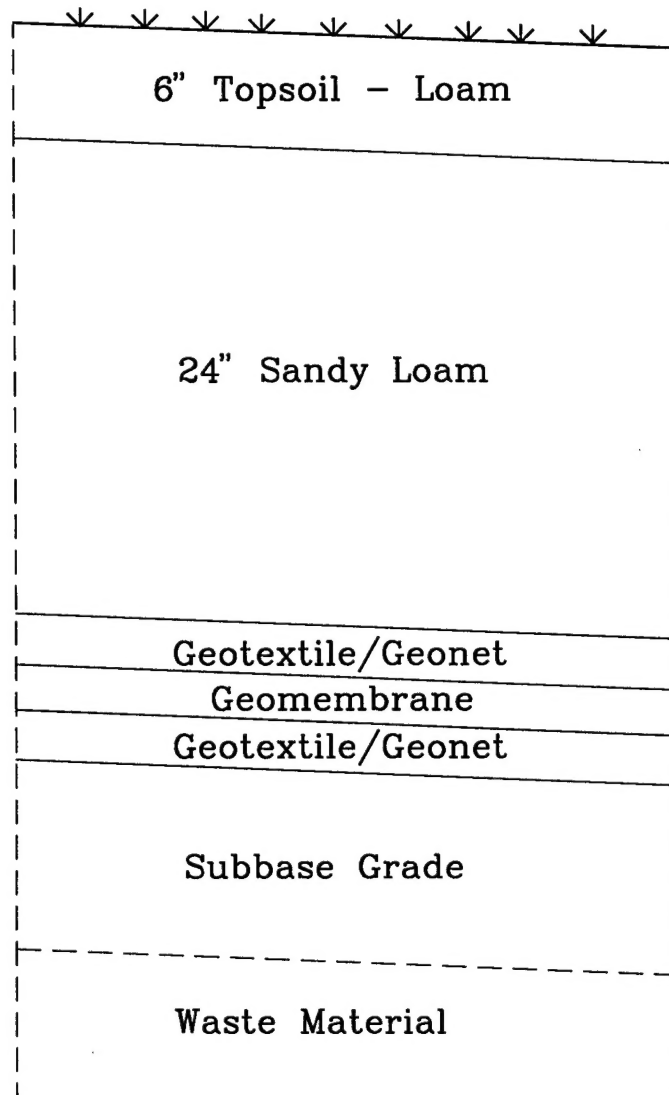 6" Topsoil – Loam
24" Sandy Loam
Geotextile/Geonet
Geomembrane
Geotextile/Geonet
Subbase Grade
Waste Material